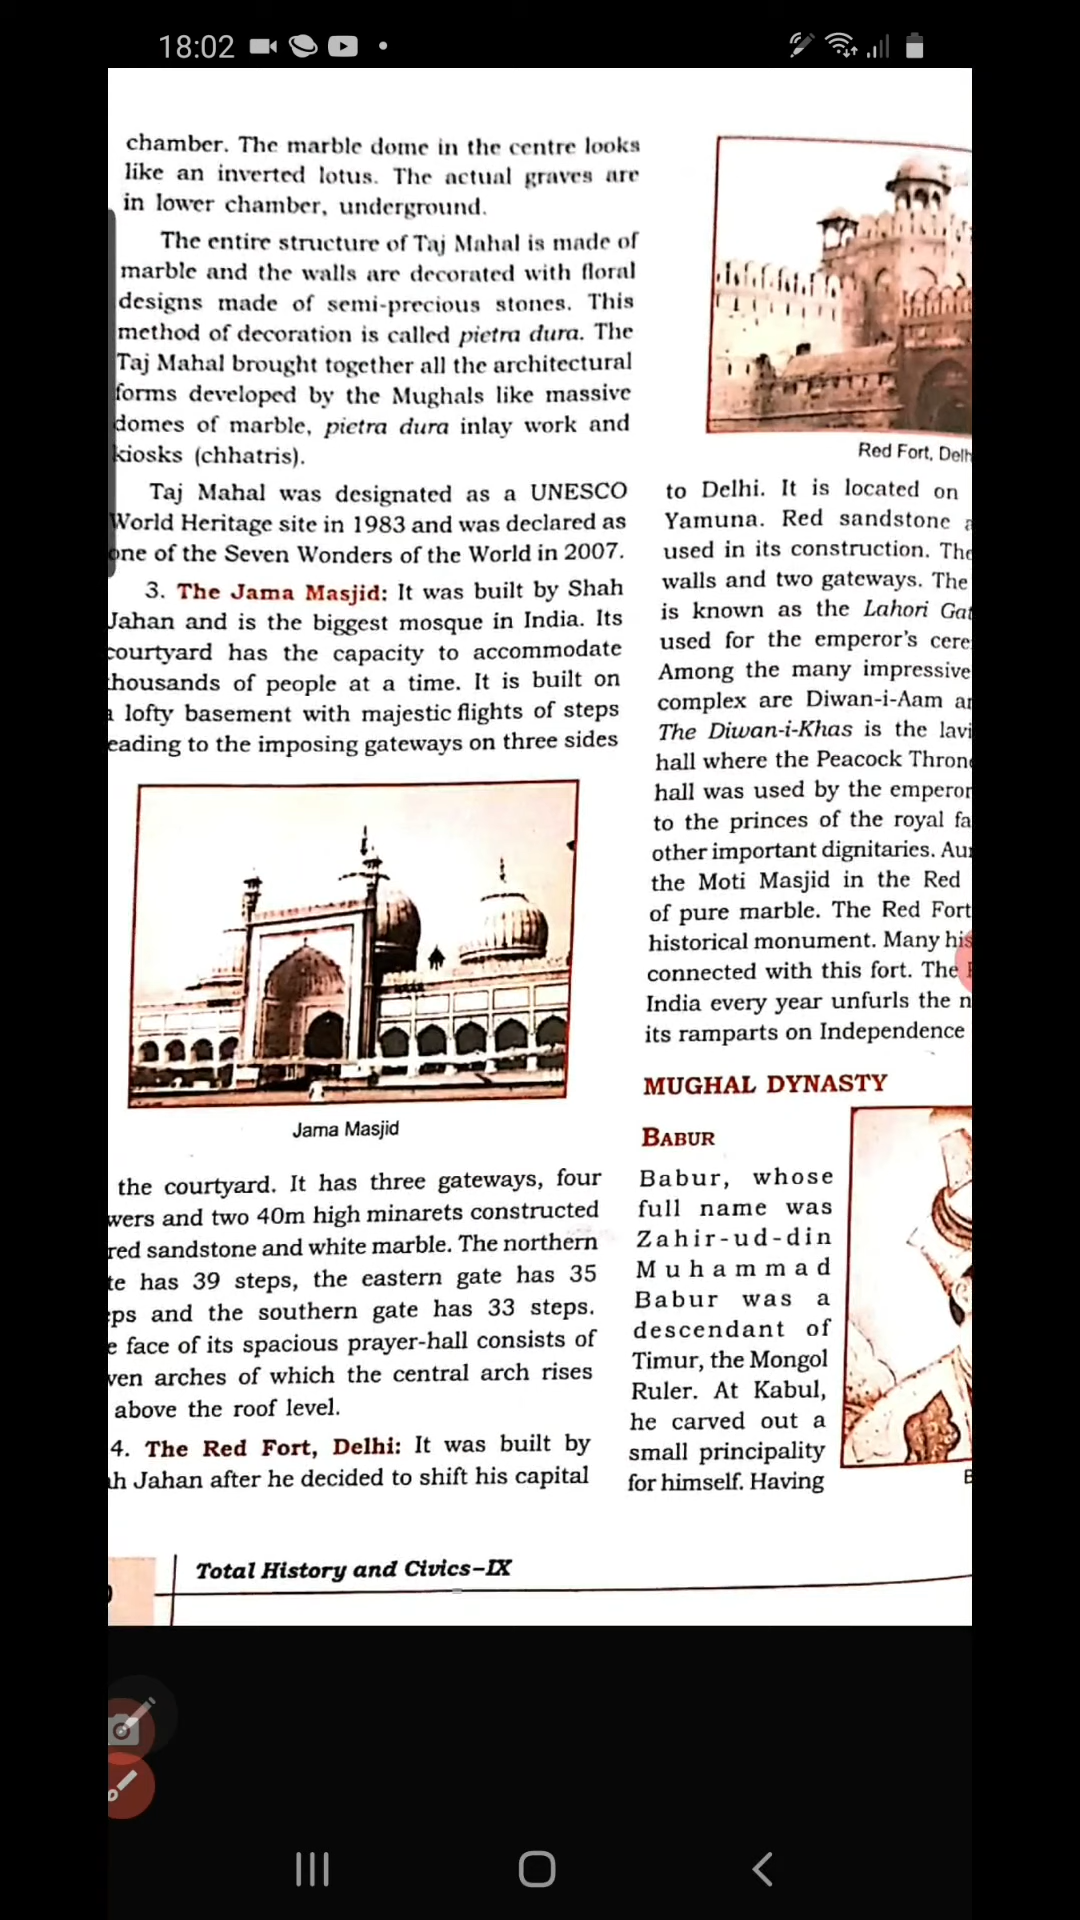 18:02
chamber. The marble dome in the centre looks
like an inverted lotus. The actual graves are
in lower chamber, underground.
The entire structure of Taj Mahal is made of
marble and the walls are decorated with floral
designs made of semi-precious stones. This
method of decoration is called pietra dura. The
Taj Mahal brought together all the architectural
forms developed by the Mughals like massive
domes of marble, pietra dura inlay work and
kiosks (chhatris).
Taj Mahal was designated as a UNESCO
World Heritage site in 1983 and was declared as
one of the Seven Wonders of the World in 2007.
3. The Jama Masjid: It was built by Shah
Jahan and is the biggest mosque in India. Its
courtyard has the capacity to accommodate
thousands of people at a time. It is built on
a lofty basement with majestic flights of steps
eading to the imposing gateways on three sides
Jama Masjid
the courtyard. It has three gateways, four
wers and two 40m high minarets constructed
red sandstone and white marble. The northern
te has 39 steps, the eastern gate has 35
ps and the southern gate has 33 steps.
e face of its spacious prayer-hall consists of
ven arches of which the central arch rises
above the roof level.
4. The Red Fort, Delhi: It was built by
h Jahan after he decided to shift his capital
Red Fort, Delh
to Delhi. It is located on
Yamuna. Red sandstone a
used in its construction. The
walls and two gateways. The
is known as the Lahori Gat
used for the emperor's cere
Among the many impressive
complex are Diwan-i-Aam an
The Diwan-i-Khas is the lavi
hall where the Peacock Throne
hall was used by the emperor
to the princes of the royal fa
other important dignitaries. Au
the Moti Masjid in the Red
of pure marble. The Red Fort
historical monument. Many his
connected with this fort. The
India every year unfurls the n
its ramparts on Independence
MUGHAL DYNASTY
BABUR
Babur, whose
full name was
Zahir-ud-din
Muhammad
Babur was a
descendant of
Timur, the Mongol
Ruler. At Kabul,
he carved out a
small principality
for himself. Having
Total History and Civics–IX